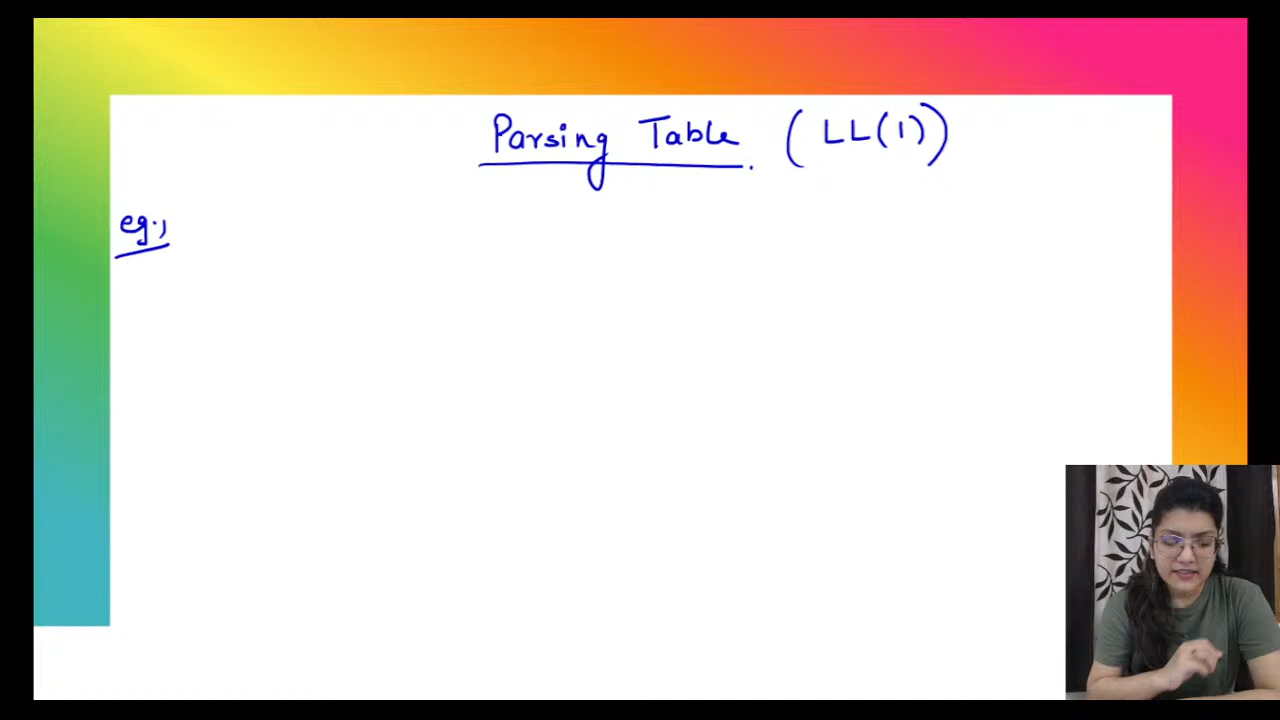 Parsing Table. (LL(1))
eg.,